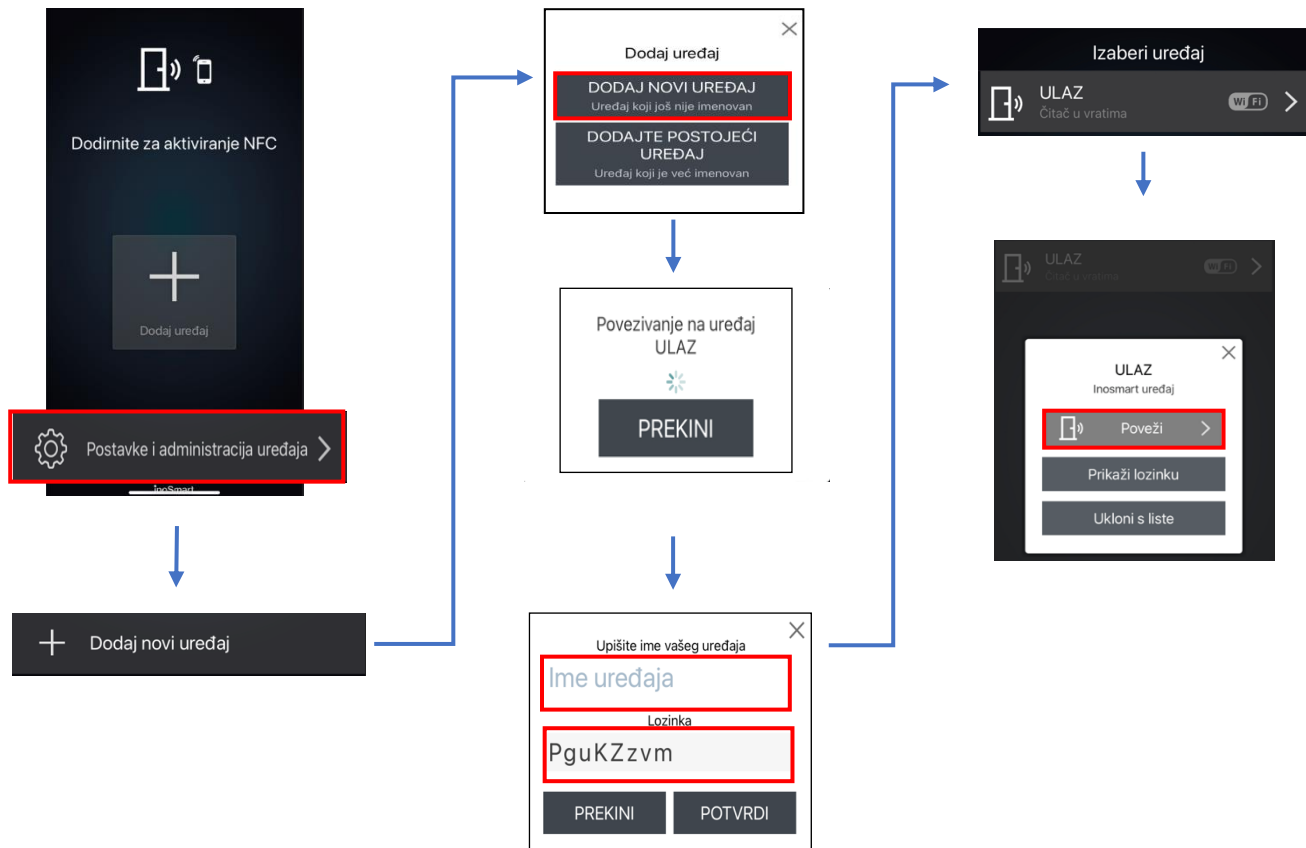 Dodirnite za aktiviranje NFC
Dodaj uređaj
Postavke i administracija uređaja
inoSmart
Dodaj novi uređaj
Dodaj uređaj
DODAJ NOVI UREĐAJ
Uređaj koji još nije imenovan
DODAJTE POSTOJEĆI
UREĐAJ
Uređaj koji je već imenovan
Povezivanje na uređaj
ULAZ
PREKINI
Upišite ime vašeg uređaja
Ime uređaja
Lozinka
PguKZzvm
PREKINI
POTVRDI
Izaberi uređaj
ULAZ
WiFi
Čitač u vratima
ULAZ
WiFi
Čitač u vratima
ULAZ
Inosmart uređaj
Poveži
Prikaži lozinku
Ukloni s liste